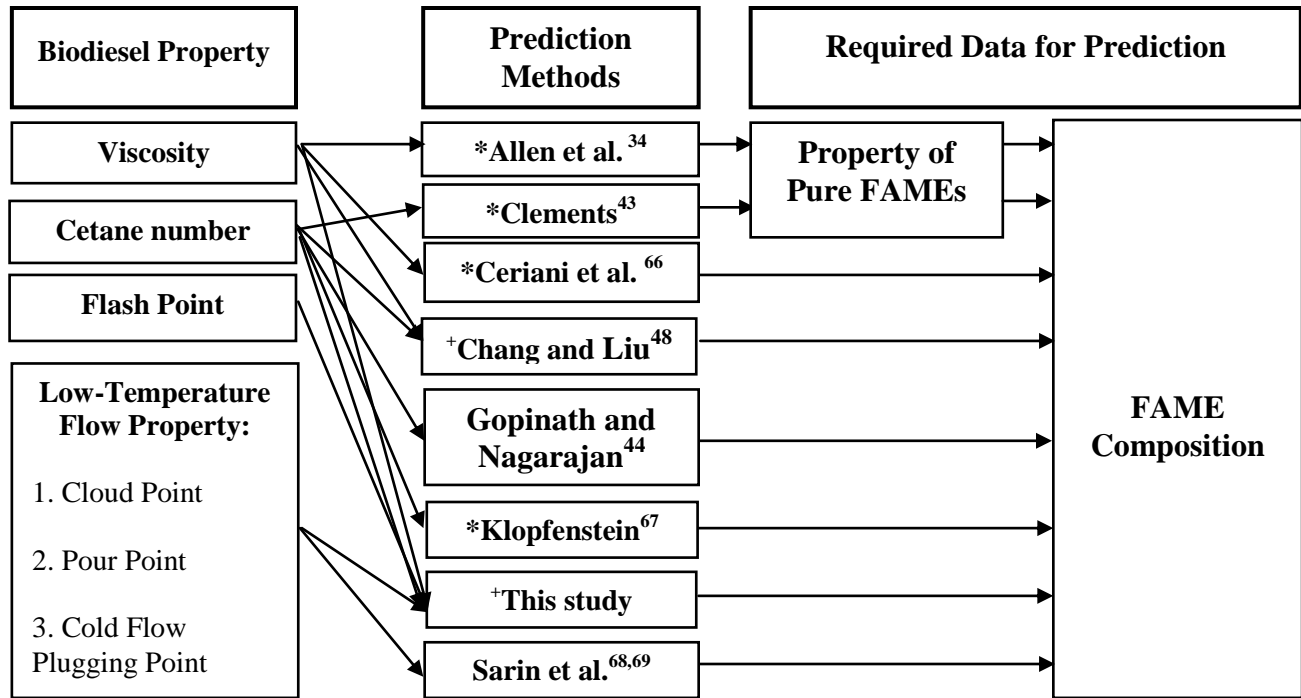 Biodiesel Property
Prediction
Methods
Required Data for Prediction
Viscosity
Cetane number
Flash Point
Low-Temperature
Flow Property:
1. Cloud Point
2. Pour Point
3. Cold Flow
Plugging Point
*Allen et al. 34
*Clements43
*Ceriani et al. 66
+Chang and Liu48
Gopinath and
Nagarajan44
*Klopfenstein67
+This study
Sarin et al.68,69
Property of
Pure FAMEs
FAME
Composition